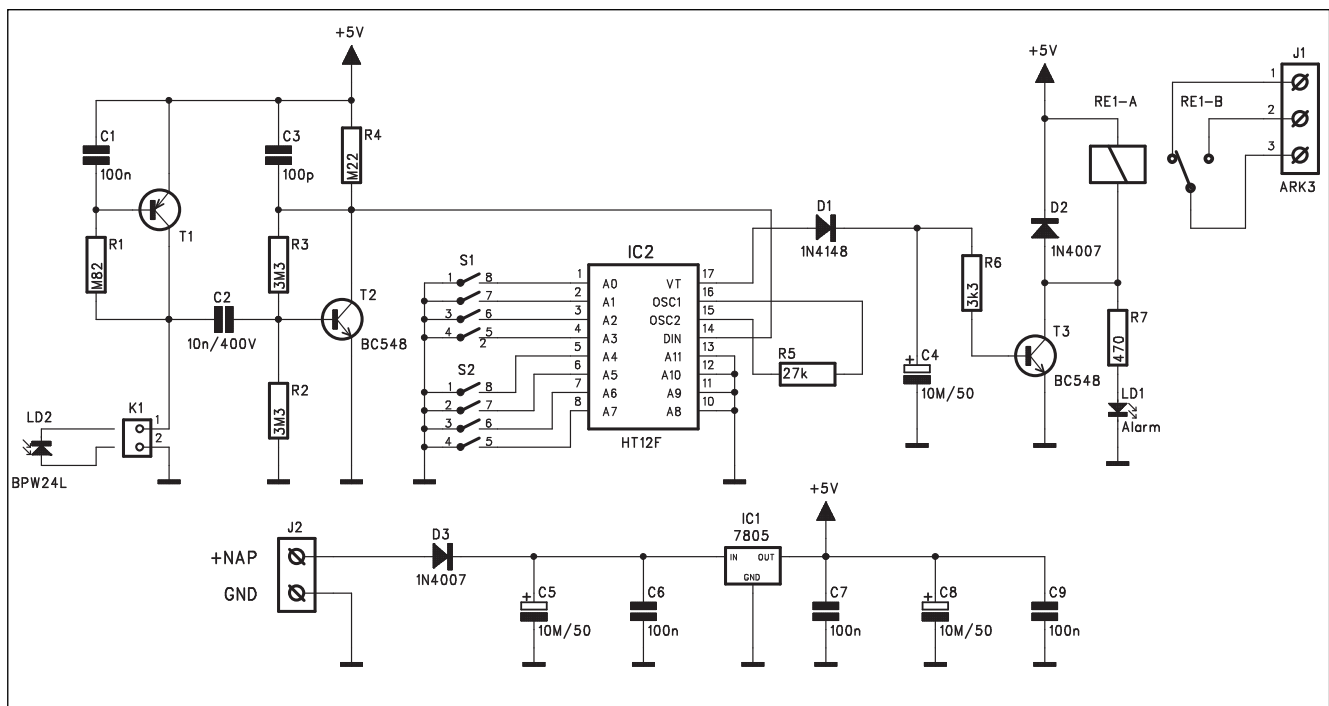 +5V
C1
100n
T1
R1
M82
C3
100p
R4
M22
R3
3M3
C2
10n/400V
T2
BC548
R2
3M3
LD2
BPW24L
K1
1
2
S1
1 8
7
3 6
4 5
2
S2
1 8
2 7
3 6
4 5
IC2
1 A0 VT 17
2 A1 OSC1 16
3 A2 OSC2 15
4 A3 DIN 14
5 A4 A11 13
6 A5 A10 12
7 A6 A9 11
8 A7 A8 10
HT12F
R5
27k
D1
1N4148
C4
+
10M/50
R6
3k3
+5V
RE1-A
RE1-B
J1
1
2
3
ARK3
D2
1N4007
T3
BC548
R7
470
LD1
Alarm
J2
+NAP
GND
D3
1N4007
C5
+
10M/50
C6
100n
IC1
7805
IN OUT
GND
+5V
C7
100n
C8
+
10M/50
C9
100n